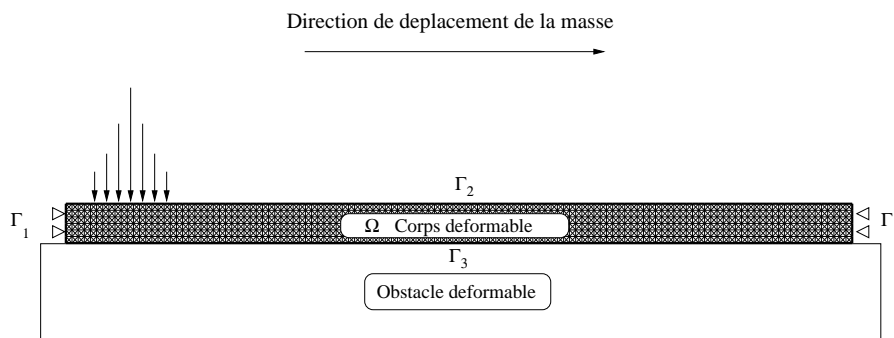 Direction de deplacement de la masse
Γ2
Γ1
Ω Corps deformable
Γ
Γ3
Obstacle deformable